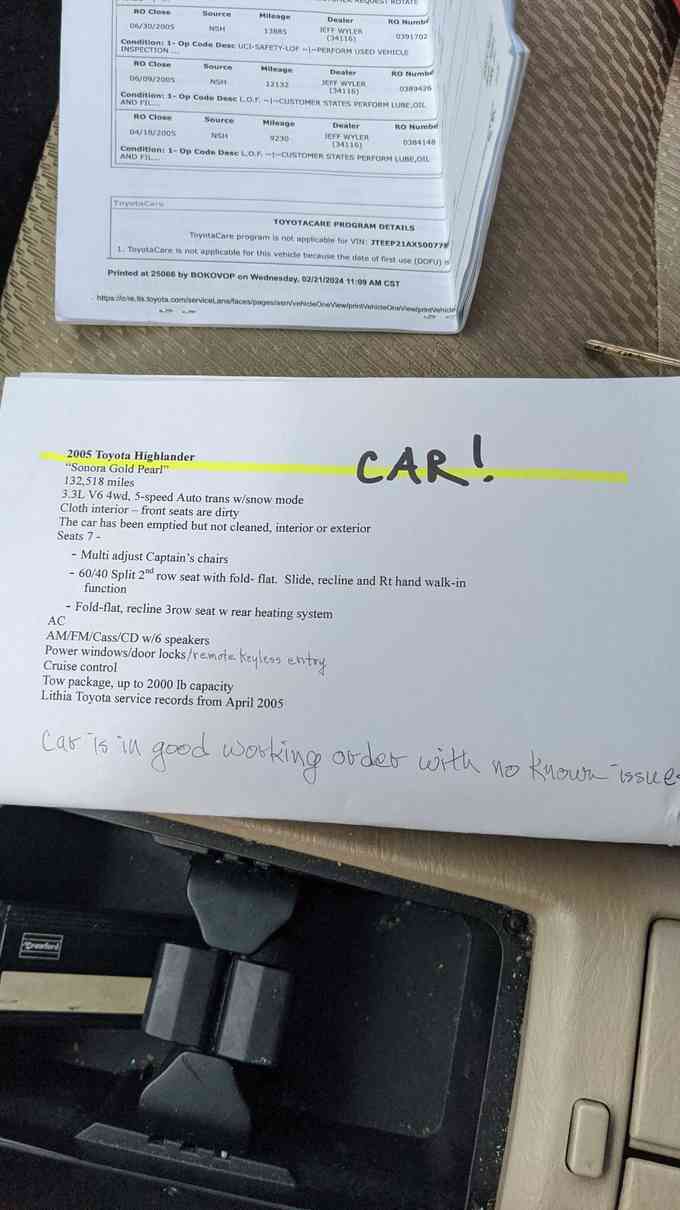 REQUEST ROTATE
RO Close Source Mileage Dealer RO Numb
06/30/2005 NSH 13885 JEFF WYLER (34116) 0391702
Condition: 1- Op Code Desc UCI-SAFETY-LOF ~|~PERFORM USED VEHICLE
INSPECTION ...
RO Close Source Mileage Dealer RO Numbe
06/09/2005 NSH 12132 JEFF WYLER (34116) 0389426
Condition: 1- Op Code Desc L.O.F. ~|~CUSTOMER STATES PERFORM LUBE,OIL
AND FIL...
RO Close Source Mileage Dealer RO Numbe
04/18/2005 NSH 9230 JEFF WYLER (34116) 0384148
Condition: 1- Op Code Desc L.O.F. ~|~CUSTOMER STATES PERFORM LUBE,OIL
AND FIL...
ToyotaCare
TOYOTACARE PROGRAM DETAILS
ToyotaCare program is not applicable for VIN: JTEEP21AX50077
1. ToyotaCare is not applicable for this vehicle because the date of first use (DOFU) is
Printed at 25066 by BOKOVOP on Wednesday, 02/21/2024 11:09 AM CST
2005 Toyota Highlander
CAR!
"Sonora Gold Pearl"
132,518 miles
3.3L V6 4wd, 5-speed Auto trans w/snow mode
Cloth interior – front seats are dirty
The car has been emptied but not cleaned, interior or exterior
Seats 7 -
- Multi adjust Captain's chairs
- 60/40 Split 2nd row seat with fold- flat. Slide, recline and Rt hand walk-in
function
- Fold-flat, recline 3row seat w rear heating system
AC
AM/FM/Cass/CD w/6 speakers
Power windows/door locks/remote keyless entry
Cruise control
Tow package, up to 2000 lb capacity
Lithia Toyota service records from April 2005
Car is in good working order with no known issue
Crawford